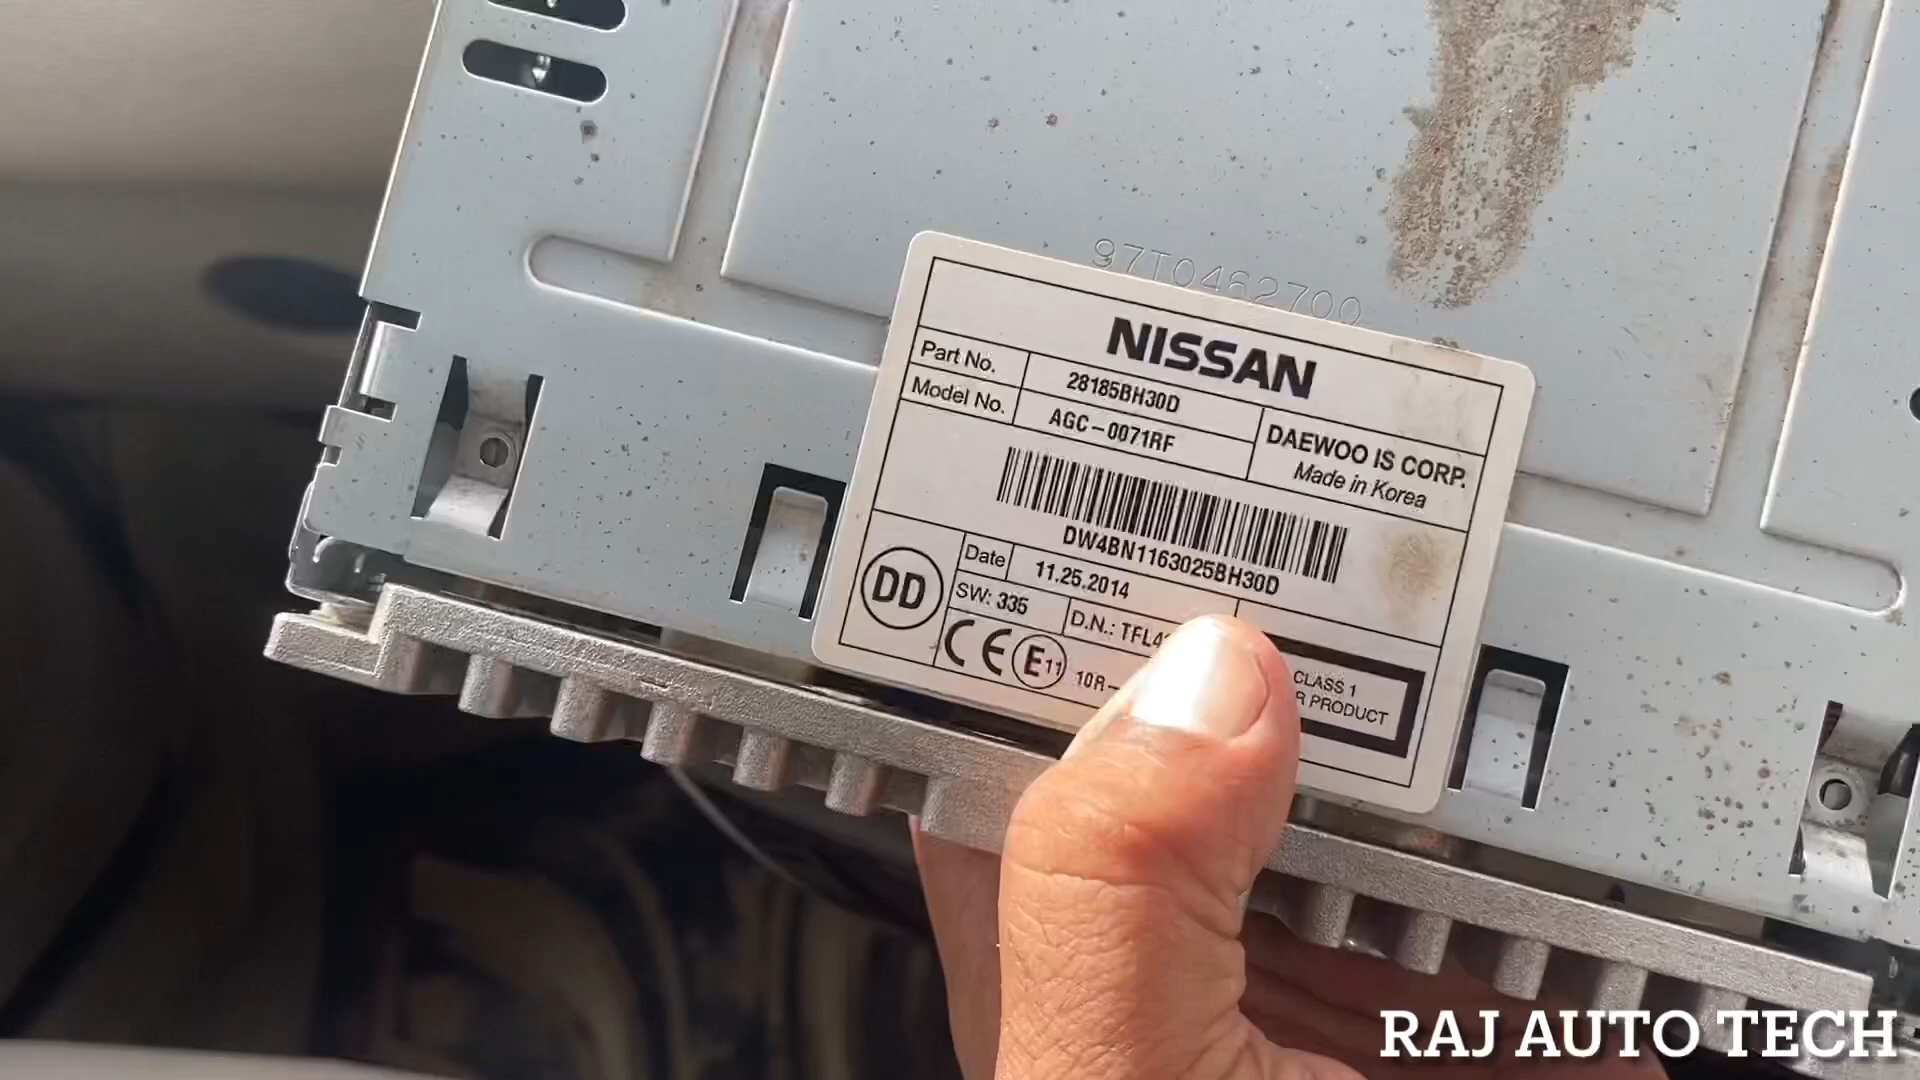 97T0462700
NISSAN
Part No. 28185BH30D
Model No. AGC-0071RF
DAEWOO IS CORP.
Made in Korea
DW4BN1163025BH30D
DD
Date 11.25.2014
SW: 335
D.N.: TFL4
CE E11 10R-
CLASS 1
R PRODUCT
RAJ AUTO TECH